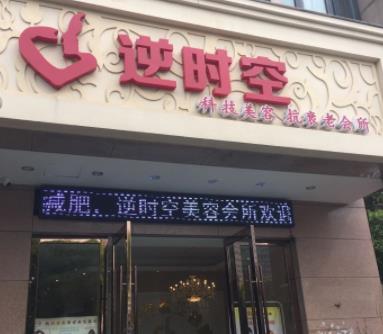 逆时空
科技美容 抗衰老会所
减肥，逆时空美容会所欢迎